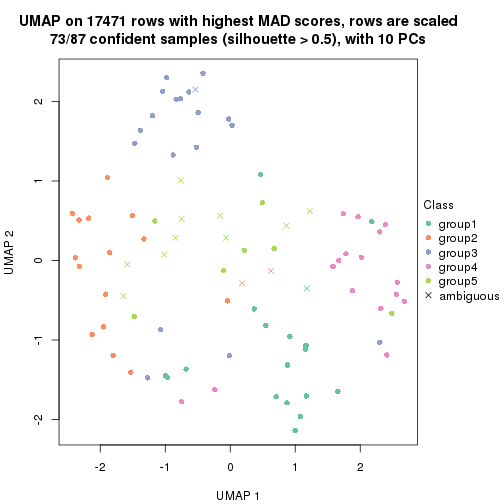 UMAP on 17471 rows with highest MAD scores, rows are scaled
73/87 confident samples (silhouette > 0.5), with 10 PCs
2
1
0
-1
-2
UMAP 2
-2
-1
0
1
2
UMAP 1
Class
group1
group2
group3
group4
group5
ambiguous